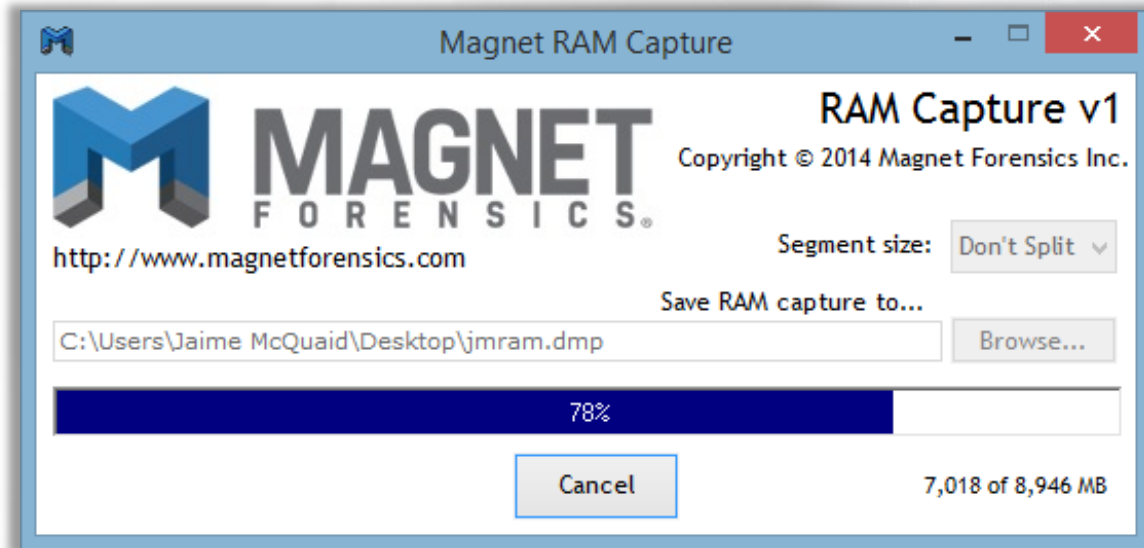 Magnet RAM Capture
MAGNET
FORENSICS®
RAM Capture v1
Copyright © 2014 Magnet Forensics Inc.
http://www.magnetforensics.com
Segment size: Don't Split
Save RAM capture to...
C:\Users\Jaime McQuaid\Desktop\jmram.dmp
Browse...
78%
Cancel
7,018 of 8,946 MB